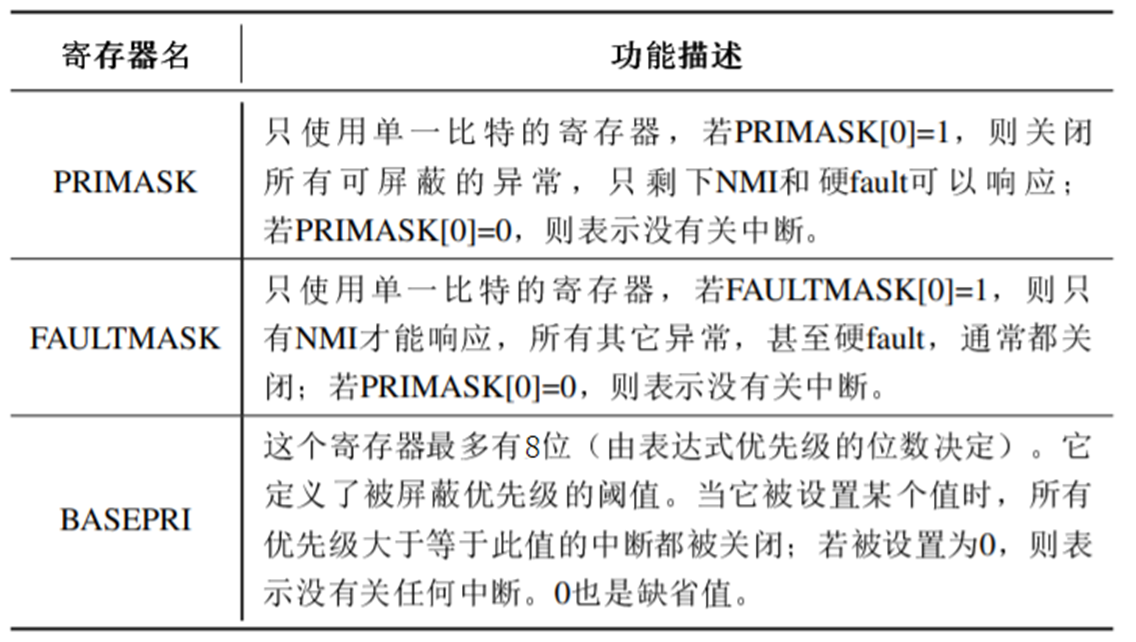 寄存器名 功能描述
只使用单一比特的寄存器，若PRIMASK[0]=1，则关闭
PRIMASK 所有可屏蔽的异常，只剩下NMI和硬fault可以响应；
若PRIMASK[0]=0，则表示没有关中断。
只使用单一比特的寄存器，若FAULTMASK[0]=1，则只
FAULTMASK 有NMI才能响应，所有其它异常，甚至硬fault，通常都关
闭；若PRIMASK[0]=0，则表示没有关中断。
这个寄存器最多有8位（由表达式优先级的位数决定）。它
定义了被屏蔽优先级的阈值。当它被设置某个值时，所有
BASEPRI 优先级大于等于此值的中断都被关闭；若被设置为0，则表
示没有关任何中断。0也是缺省值。